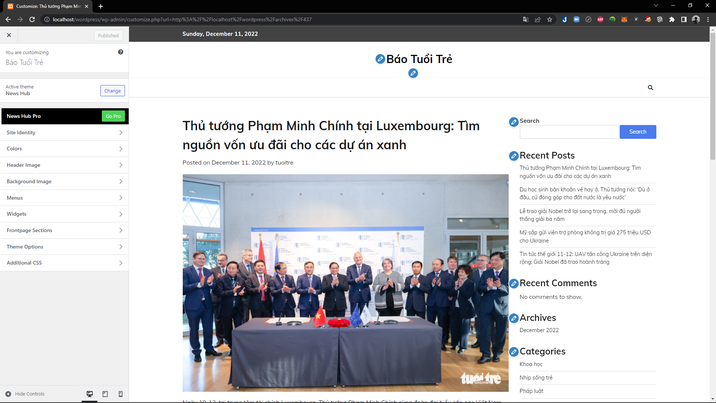 Customize: Thủ tướng Phạm Minh
localhost/wordpress/wp-admin/customize.php?url=http%3A%2F%2Flocalhost%2Fwordpress%2Farchives%2F437
Published
You are customizing
Báo Tuổi Trẻ
Active theme
News Hub
Change
News Hub Pro
Go Pro
Site Identity
Colors
Header Image
Background Image
Menus
Widgets
Frontpage Sections
Theme Options
Additional CSS
Hide Controls
Sunday, December 11, 2022
Báo Tuổi Trẻ
Thủ tướng Phạm Minh Chính tại Luxembourg: Tìm
nguồn vốn ưu đãi cho các dự án xanh
Posted on December 11, 2022 by tuoitre
tuổi trẻ
Search
Search
Recent Posts
Thủ tướng Phạm Minh Chính tại Luxembourg: Tìm
nguồn vốn ưu đãi cho các dự án xanh
Du học sinh băn khoăn về hay ở, Thủ tướng nói: 'Dù ở
đâu, cứ đóng góp cho đất nước là yêu nước'
Lễ trao giải Nobel trở lại sang trọng, mời đủ người
thắng giải ba năm
Mỹ sắp gửi viện trợ phòng không trị giá 275 triệu USD
cho Ukraine
Tin tức thế giới 11-12: UAV tấn công Ukraine trên diện
rộng; Giải Nobel đã trao hoành tráng
Recent Comments
No comments to show.
Archives
December 2022
Categories
Khoa học
Nhịp sống trẻ
Pháp luật